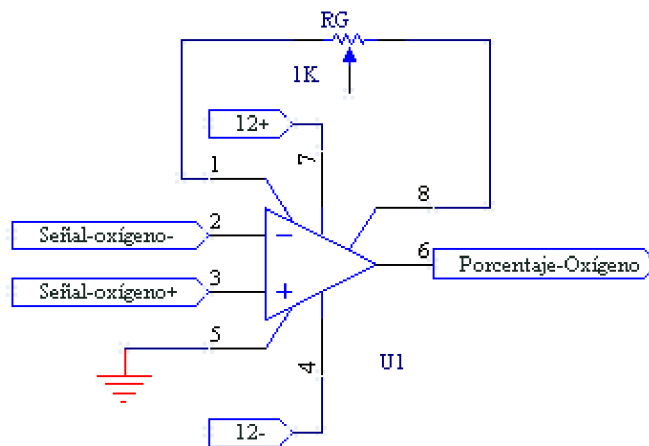 RG
1K
12+
7
1
8
2
Señal-oxígeno-
6
Porcentaje-Oxígeno
3
Señal-oxígeno+
5
4
U1
12-